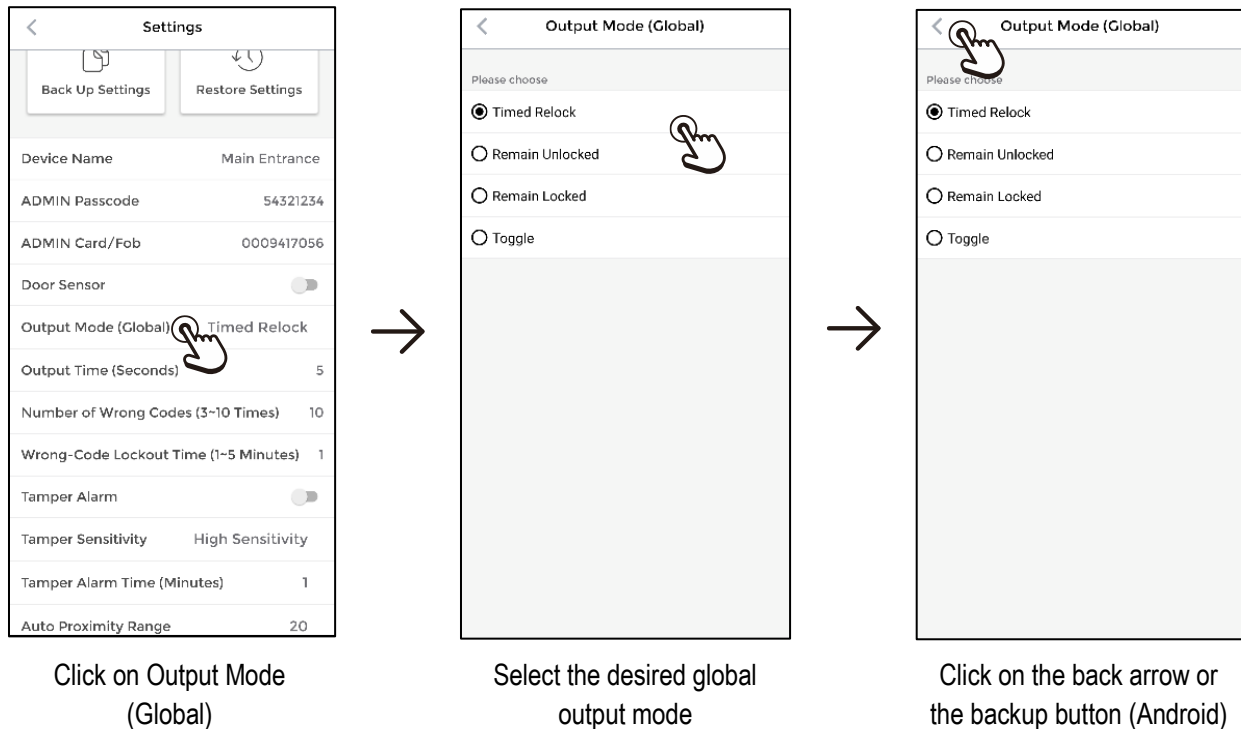 Settings
Back Up Settings
Restore Settings
Device Name Main Entrance
ADMIN Passcode 54321234
ADMIN Card/Fob 0009417056
Door Sensor
Output Mode (Global) Timed Relock
Output Time (Seconds) 5
Number of Wrong Codes (3~10 Times) 10
Wrong-Code Lockout Time (1~5 Minutes) 1
Tamper Alarm
Tamper Sensitivity High Sensitivity
Tamper Alarm Time (Minutes) 1
Auto Proximity Range 20
Click on Output Mode
(Global)
Output Mode (Global)
Please choose
Timed Relock
Remain Unlocked
Remain Locked
Toggle
Select the desired global
output mode
Output Mode (Global)
Please choose
Timed Relock
Remain Unlocked
Remain Locked
Toggle
Click on the back arrow or
the backup button (Android)